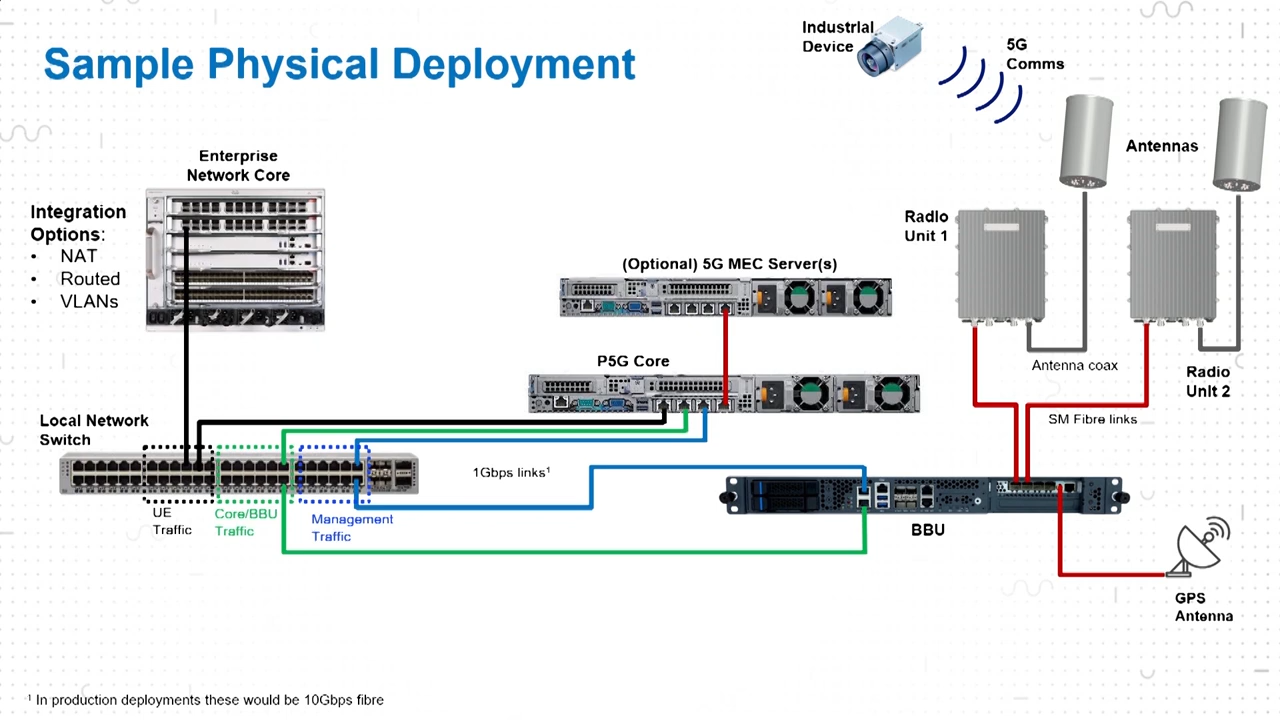 Sample Physical Deployment
Industrial
Device
5G
Comms
Antennas
Enterprise
Network Core
Integration
Options:
• NAT
• Routed
• VLANs
Radio
Unit 1
(Optional) 5G MEC Server(s)
P5G Core
Antenna coax
Radio
Unit 2
SM Fibre links
Local Network
Switch
1Gbps links¹
UE
Traffic
Core/BBU
Traffic
Management
Traffic
BBU
GPS
Antenna
¹ In production deployments these would be 10Gbps fibre